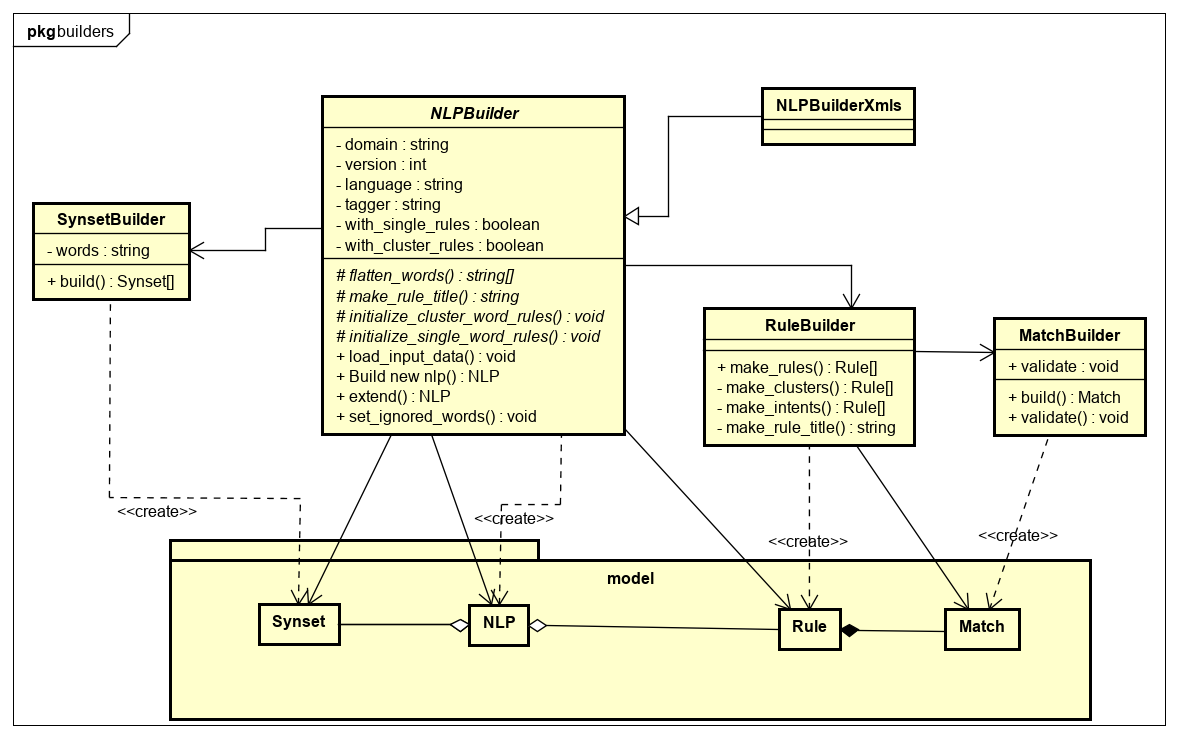 pkg builders
NLPBuilder
- domain : string
- version : int
- language : string
- tagger : string
- with_single_rules : boolean
- with_cluster_rules : boolean
# flatten_words() : string[]
# make_rule_title() : string
# initialize_cluster_word_rules() : void
# initialize_single_word_rules() : void
+ load_input_data() : void
+ Build new nlp() : NLP
+ extend() : NLP
+ set_ignored_words() : void
NLPBuilderXmls
SynsetBuilder
- words : string
+ build() : Synset[]
RuleBuilder
+ make_rules() : Rule[]
- make_clusters() : Rule[]
- make_intents() : Rule[]
- make_rule_title() : string
MatchBuilder
+ validate : void
+ build() : Match
+ validate() : void
<<create>>
<<create>>
<<create>>
<<create>>
model
Synset
NLP
Rule
Match